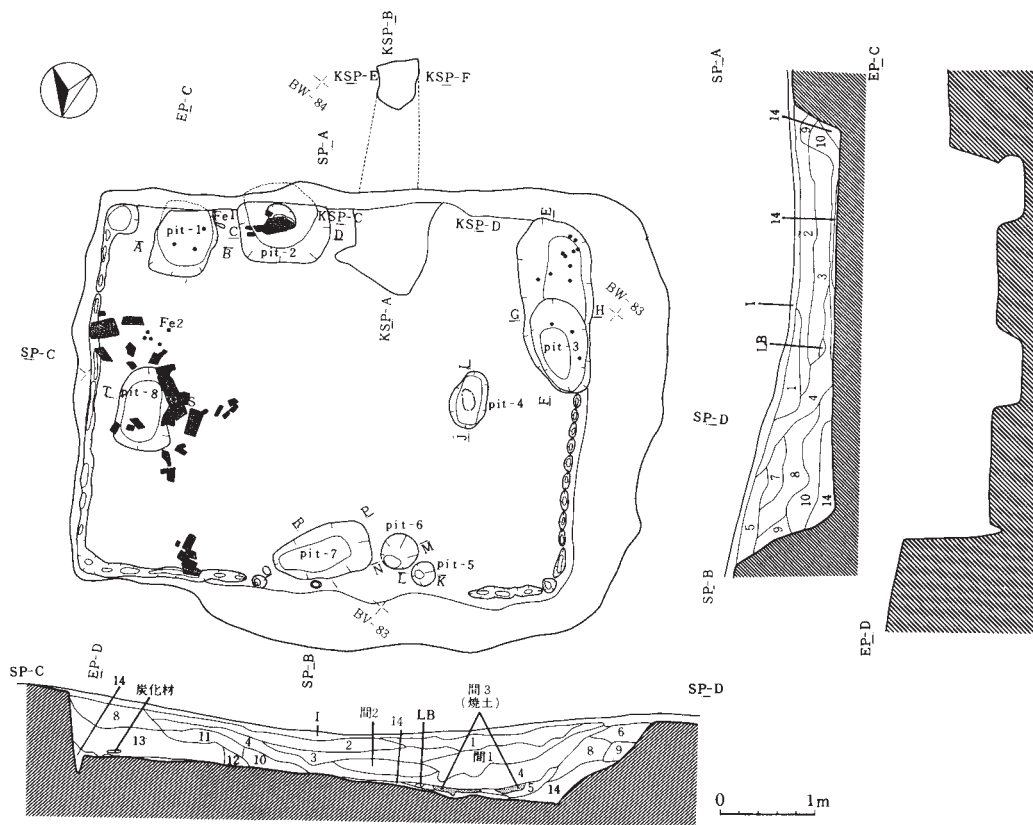 KSP-B
KSP-E
KSP-F
BW-84
EP-C
SP-A
SP-A
EP-C
Fe1
KSP-C
KSP-D
E
pit-1
C
D
pit-2
A
B
KSP-A
BW-83
G
H
pit-3
Fe2
SP-C
pit-8
S
L
pit-4
E
J
SP-D
R
P
pit-6
pit-7
M
N
pit-5
L
K
O
BV-83
SP-B
SP-B
EP-D
14
9
10
14
2
3
I
LB
1
4
7
8
10
14
5
9
SP-C
EP-D
14
炭化材
SP-B
間3
(焼土)
SP-D
I
間2
14
LB
8
13
11
4
12
10
3
2
1
間1
4
5
14
8
9
6
0 1m